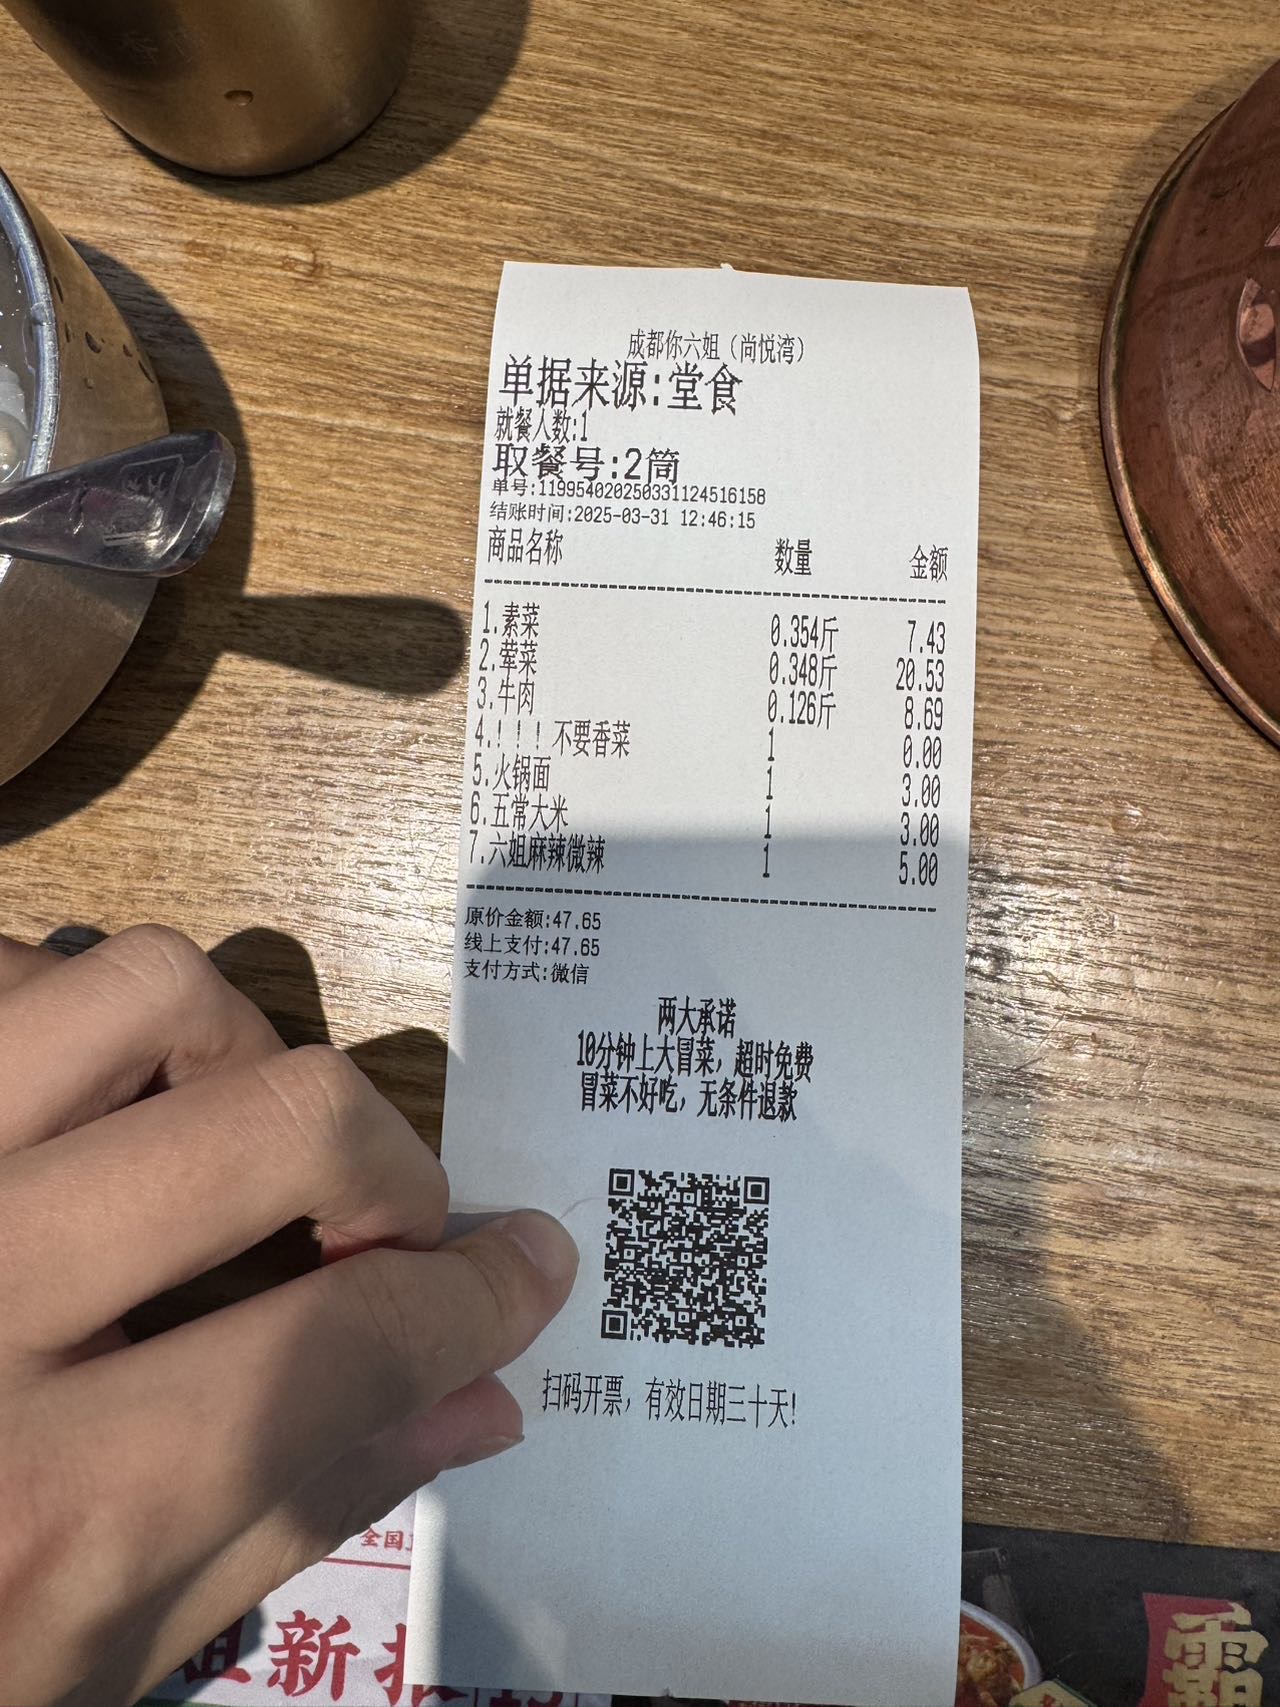 成都你六姐（尚悦湾）
单据来源:堂食
就餐人数:1
取餐号:2筒
单号:119954020250331124516158
结账时间:2025-03-31 12:46:15
商品名称 数量 金额
1.素菜 0.354斤 7.43
2.荤菜 0.348斤 20.53
3.牛肉 0.126斤 8.69
4.!!!不要香菜 1 0.00
5.火锅面 1 3.00
6.五常大米 1 3.00
7.六姐麻辣微辣 1 5.00
原价金额:47.65
线上支付:47.65
支付方式:微信
两大承诺
10分钟上大冒菜，超时免费
冒菜不好吃，无条件退款
扫码开票，有效日期三十天!
全国
姐新
霸